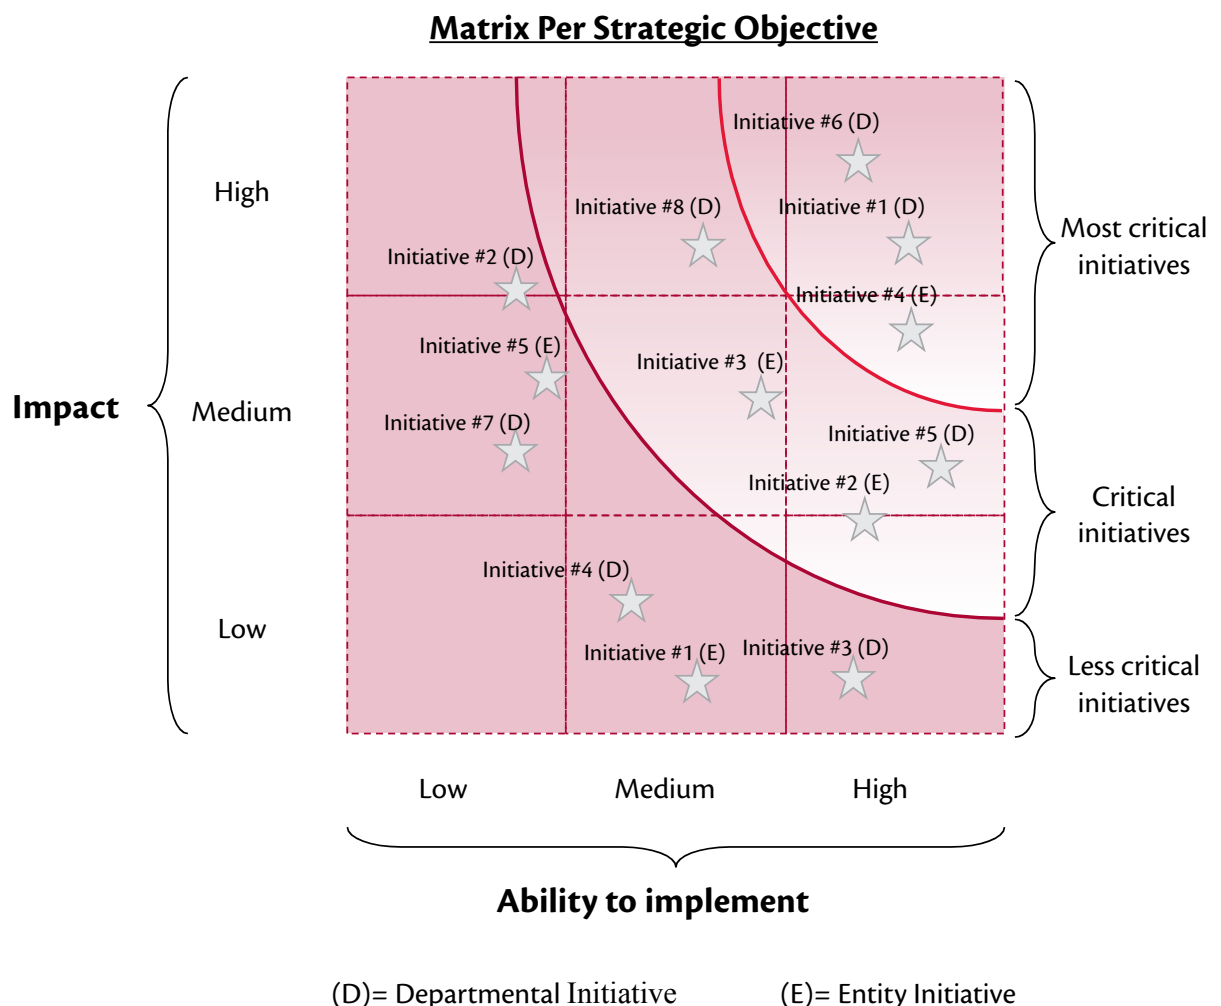 Matrix Per Strategic Objective
Initiative #6 (D)
High
Initiative #8 (D)
Initiative #1 (D)
Most critical
initiatives
Initiative #2 (D)
Initiative #4 (E)
Initiative #5 (E)
Initiative #3 (E)
Impact
Medium
Initiative #7 (D)
Initiative #5 (D)
Initiative #2 (E)
Critical
initiatives
Initiative #4 (D)
Low
Initiative #1 (E)
Initiative #3 (D)
Less critical
initiatives
Low
Medium
High
Ability to implement
(D)= Departmental Initiative
(E)= Entity Initiative